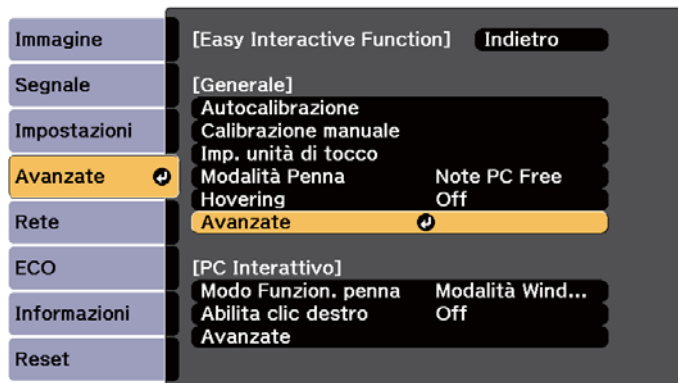 Immagine
Segnale
Impostazioni
Avanzate
Rete
ECO
Informazioni
Reset
[Easy Interactive Function] Indietro
[Generale]
Autocalibrazione
Calibrazione manuale
Imp. unità di tocco
Modalità Penna Note PC Free
Hovering Off
Avanzate
[PC Interattivo]
Modo Funzion. penna Modalità Wind...
Abilita clic destro Off
Avanzate